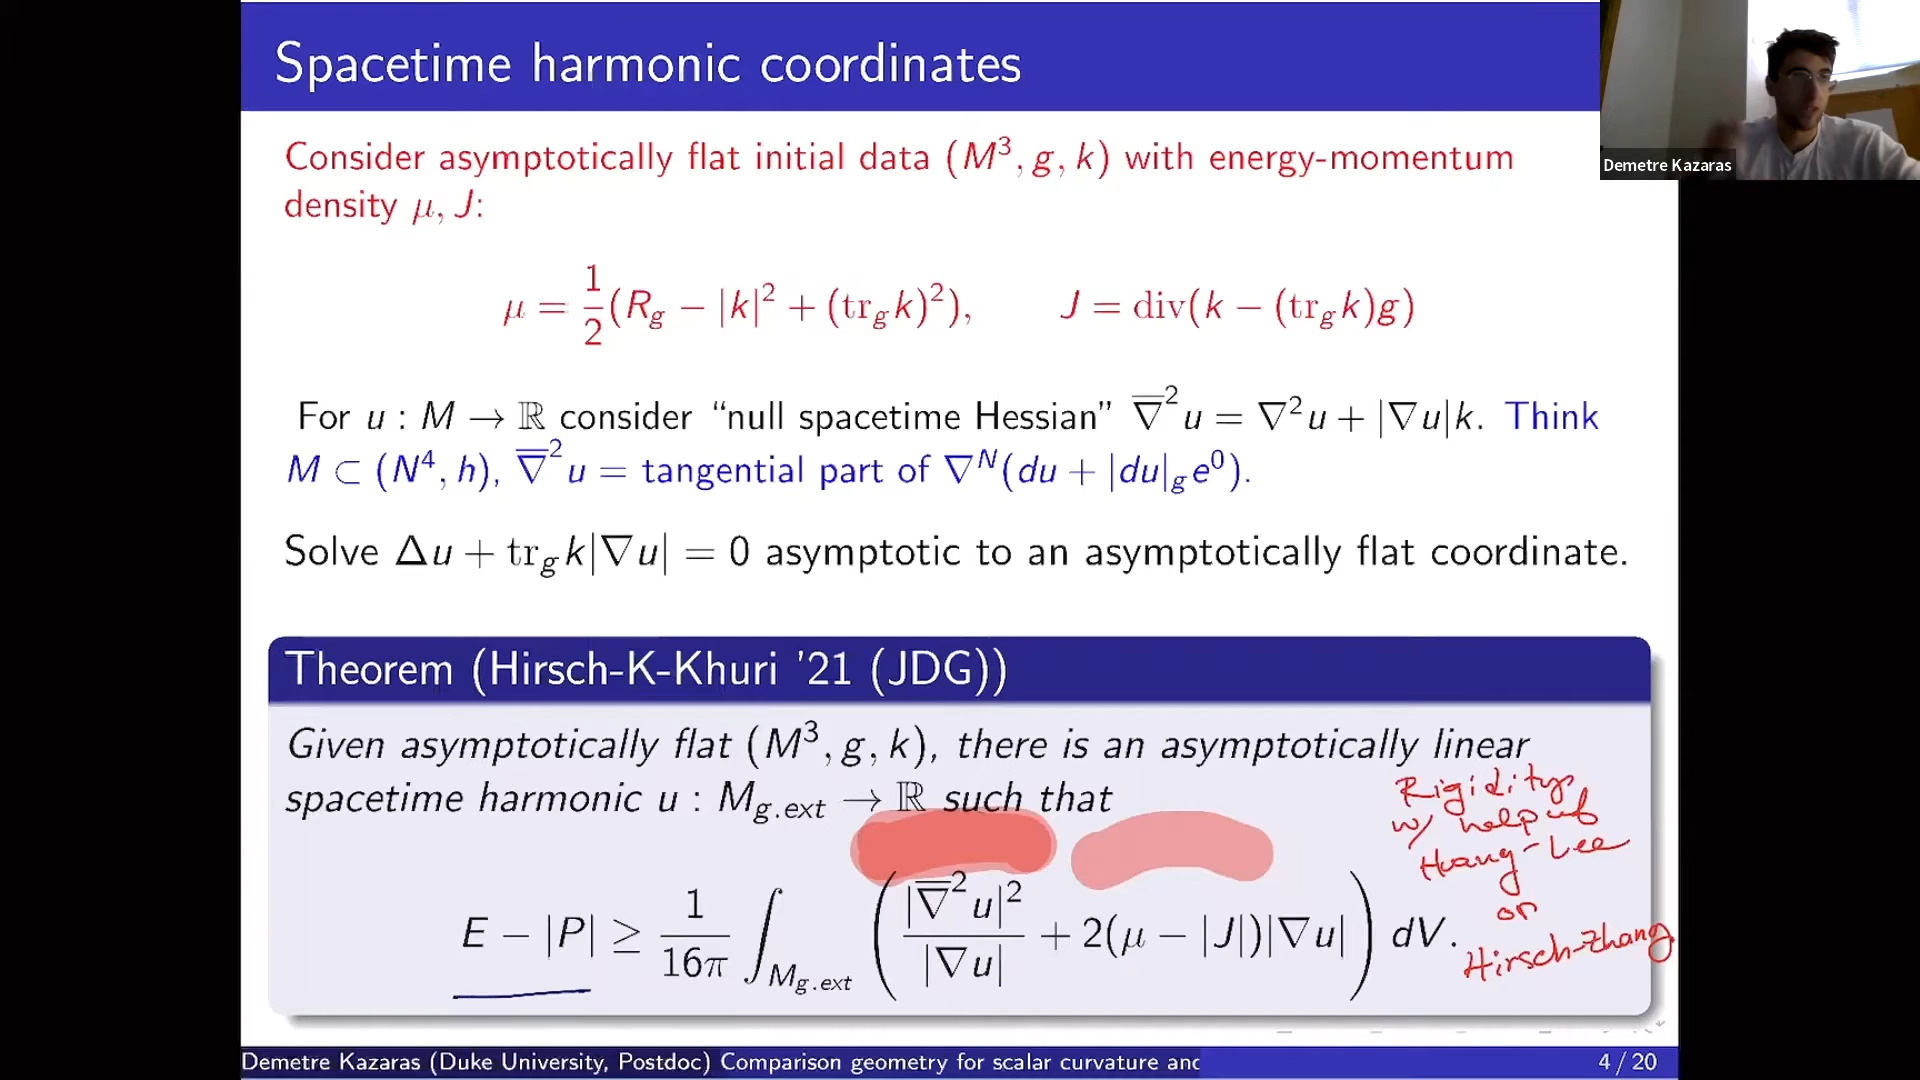 Spacetime harmonic coordinates
Demetre Kazaras
Consider asymptotically flat initial data (M³, g, k) with energy-momentum
density μ, J:
μ = 1/2 (R_g − |k|² + (tr_g k)²), J = div(k − (tr_g k)g)
For u : M → ℝ consider “null spacetime Hessian” ∇̅²u = ∇²u + |∇u|k. Think
M ⊂ (N⁴, h), ∇̅²u = tangential part of ∇^N(du + |du|_g e⁰).
Solve Δu + tr_g k|∇u| = 0 asymptotic to an asymptotically flat coordinate.
Theorem (Hirsch-K-Khuri ’21 (JDG))
Given asymptotically flat (M³, g, k), there is an asymptotically linear
spacetime harmonic u : M_{g.ext} → ℝ such that
E − |P| ≥ 1/16π ∫_{M_{g.ext}} ( |∇̅²u|²/|∇u| + 2(μ − |J|)|∇u| ) dV.
Rigidity
w/ help of
Huang-Lee
or
Hirsch-Zhang
Demetre Kazaras (Duke University, Postdoc) Comparison geometry for scalar curvature and
4 / 20